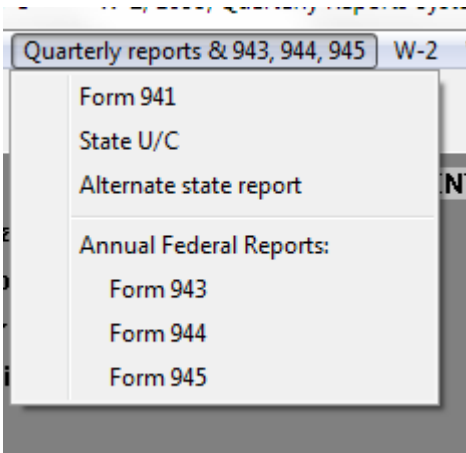 Quarterly reports & 943, 944, 945 W-2
Form 941
State U/C
Alternate state report
Annual Federal Reports:
Form 943
Form 944
Form 945